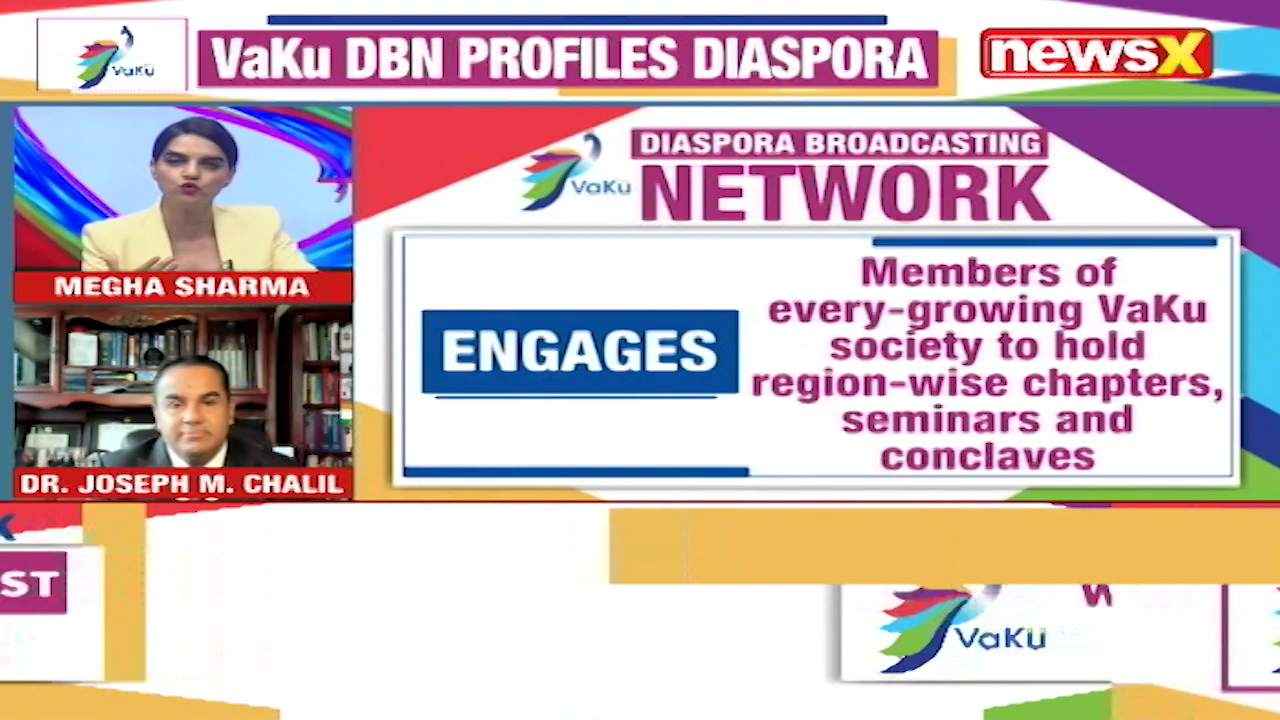 VaKu
VaKu DBN PROFILES DIASPORA
newsX
DIASPORA BROADCASTING
VaKu
NETWORK
MEGHA SHARMA
ENGAGES
Members of
every-growing VaKu
society to hold
region-wise chapters,
seminars and
conclaves
DR. JOSEPH M. CHALIL
ST
VaKu